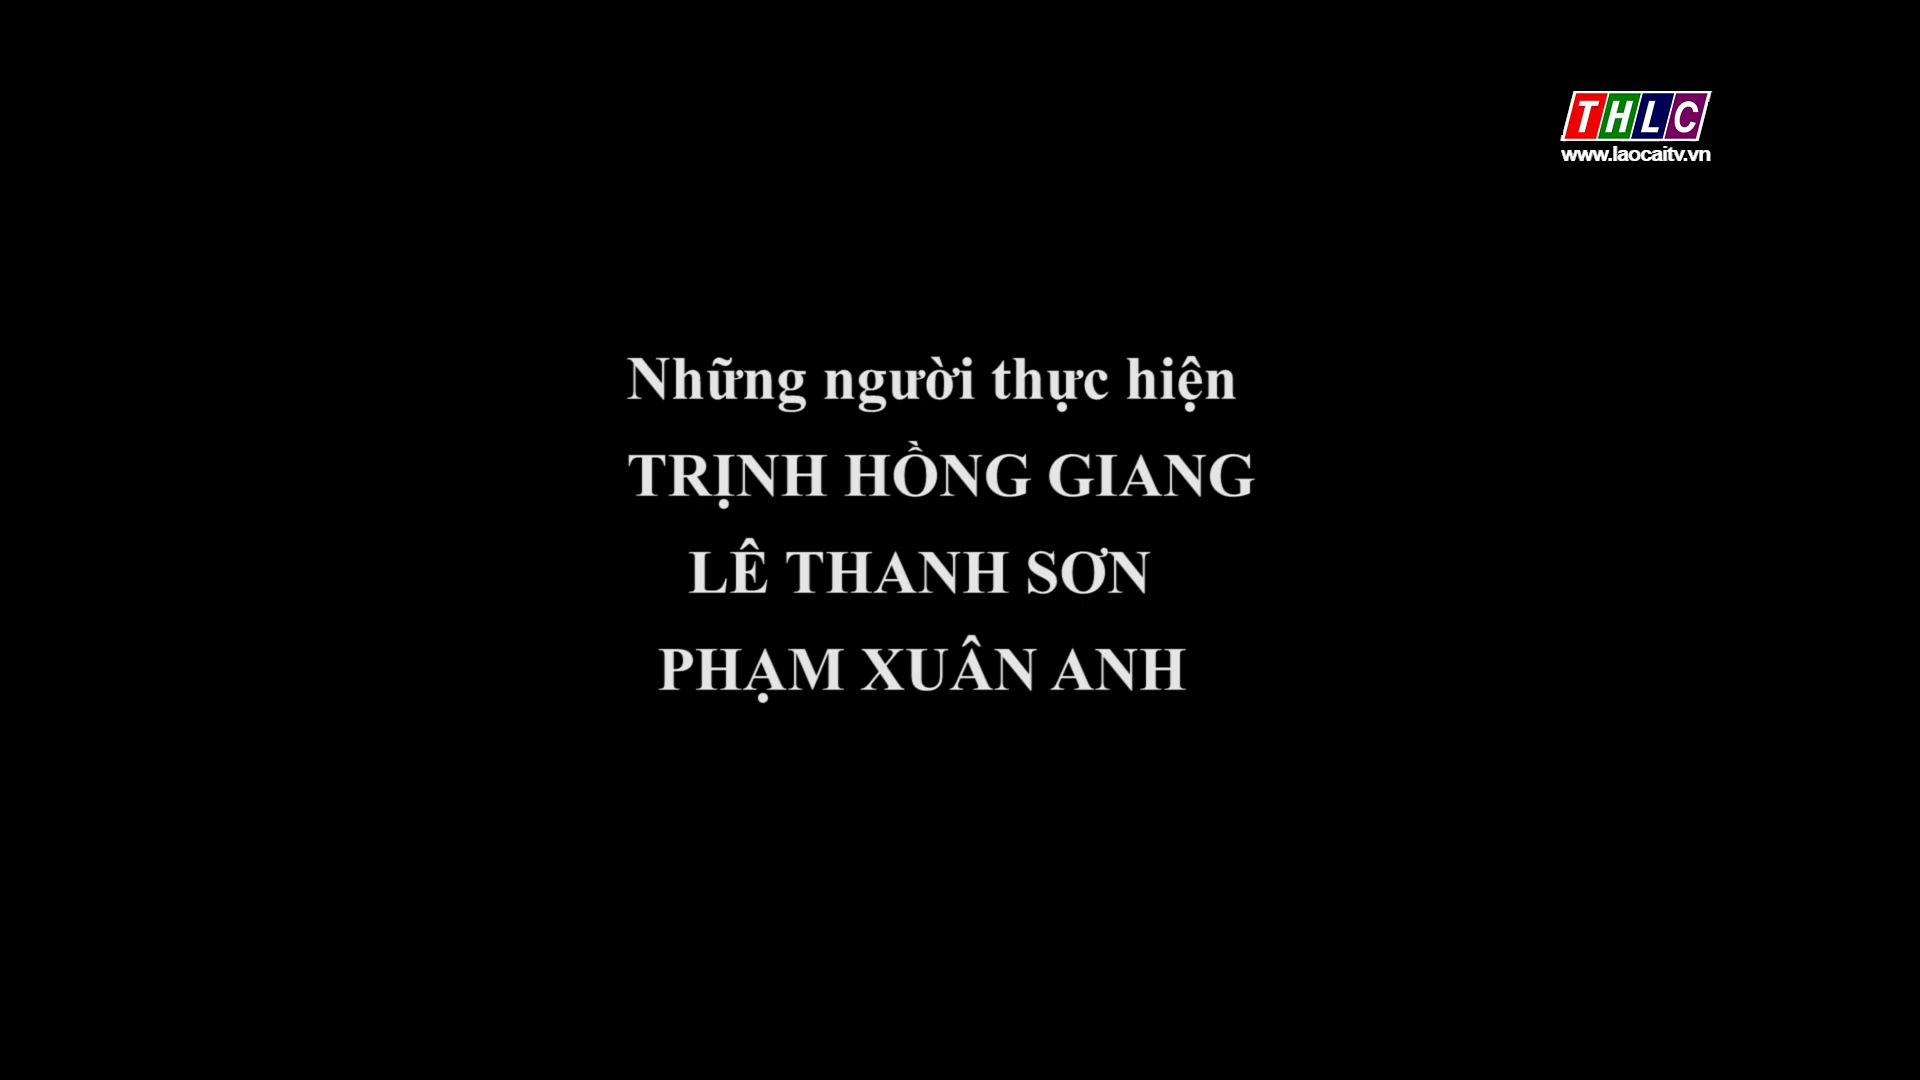 THLC
www.laocaitv.vn
Những người thực hiện
TRỊNH HỒNG GIANG
LÊ THANH SƠN
PHẠM XUÂN ANH